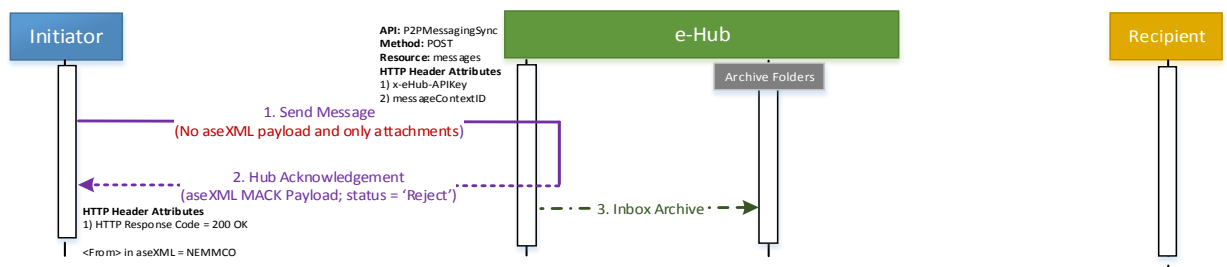 Initiator
API: P2PMessagingSync
Method: POST
Resource: messages
HTTP Header Attributes
1) x-eHub-APIKey
2) messageContextID
e-Hub
Archive Folders
Recipient
1. Send Message
(No aseXML payload and only attachments)
2. Hub Acknowledgement
(aseXML MACK Payload; status = ‘Reject’)
3. Inbox Archive
HTTP Header Attributes
1) HTTP Response Code = 200 OK
<From> in aseXML = NEMMCO